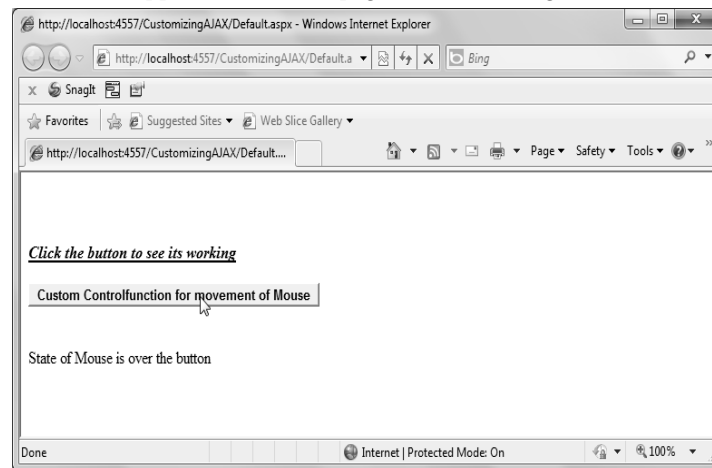 http://localhost:4557/CustomizingAJAX/Default.aspx - Windows Internet Explorer
http://localhost:4557/CustomizingAJAX/Default.a
Bing
x SnagIt
Favorites Suggested Sites Web Slice Gallery
http://localhost:4557/CustomizingAJAX/Default.... Page Safety Tools »
Click the button to see its working
Custom Controlfunction for movement of Mouse
State of Mouse is over the button
Done Internet | Protected Mode: On 100%